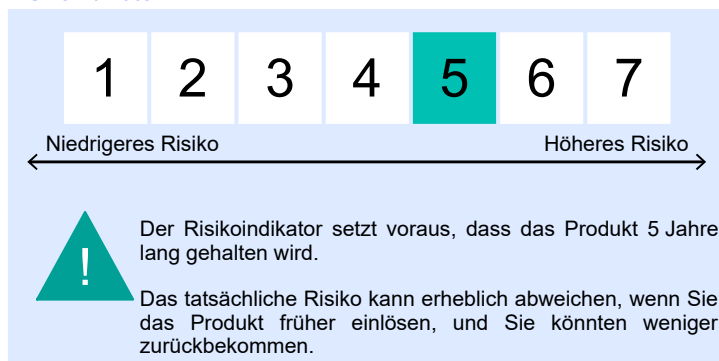 1 2 3 4 5 6 7
Niedrigeres Risiko Höheres Risiko
!
Der Risikoindikator setzt voraus, dass das Produkt 5 Jahre
lang gehalten wird.
Das tatsächliche Risiko kann erheblich abweichen, wenn Sie
das Produkt früher einlösen, und Sie könnten weniger
zurückbekommen.